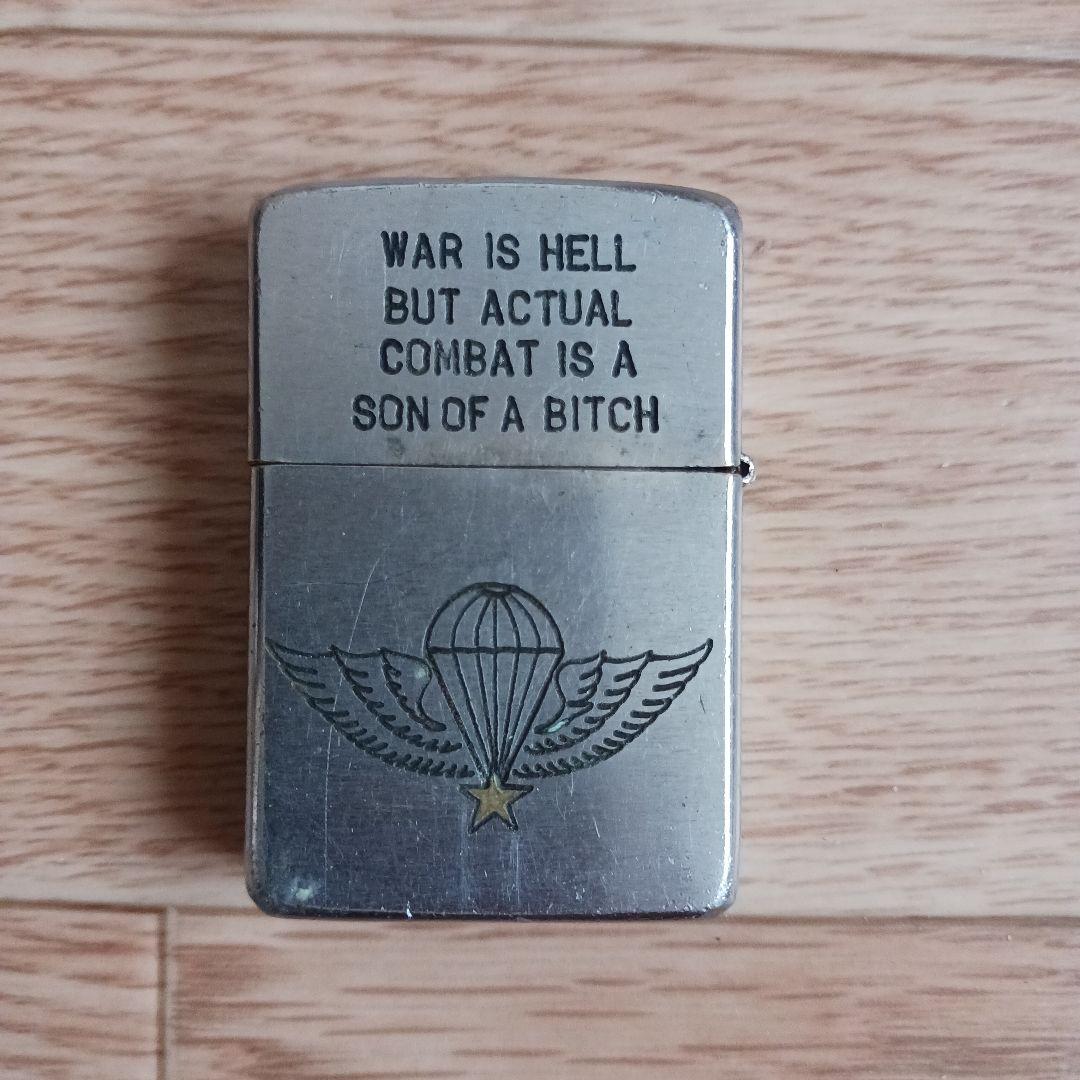 WAR IS HELL
BUT ACTUAL
COMBAT IS A
SON OF A BITCH